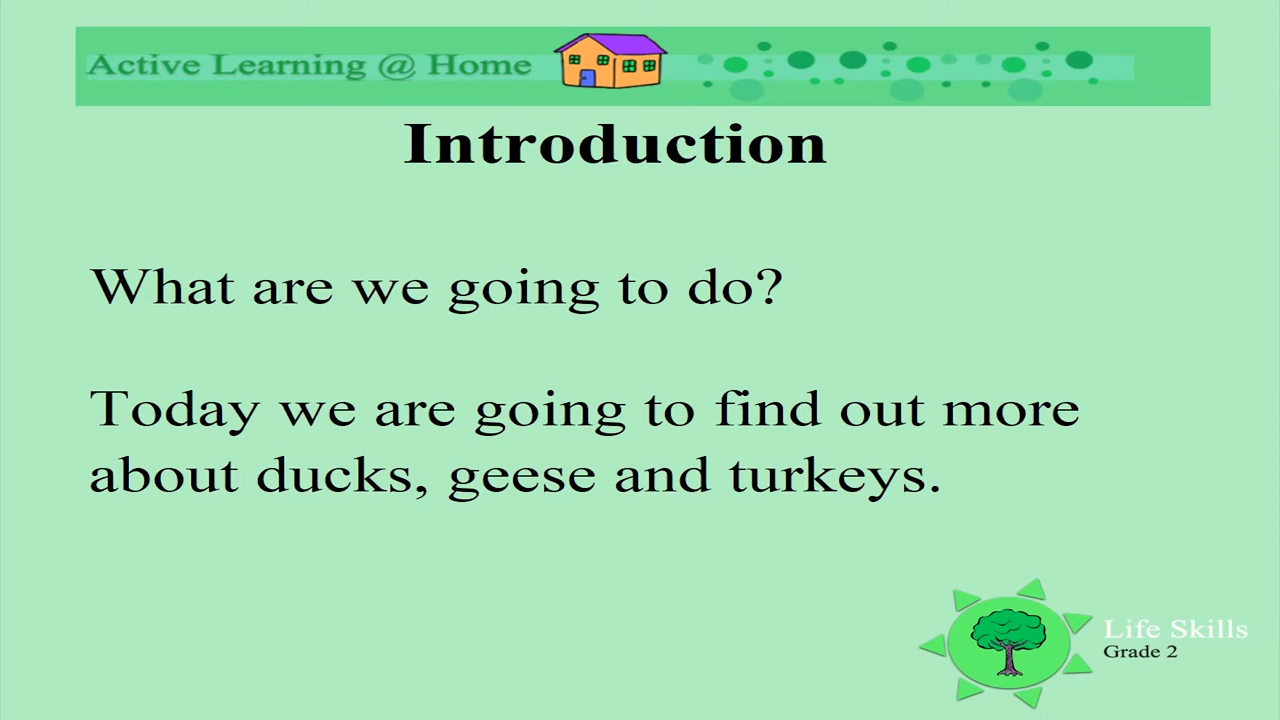 Active Learning @ Home
Introduction
What are we going to do?
Today we are going to find out more
about ducks, geese and turkeys.
Life Skills
Grade 2